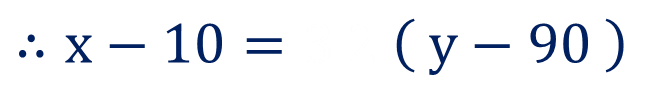 ∴ x − 10 = ( y − 90 )